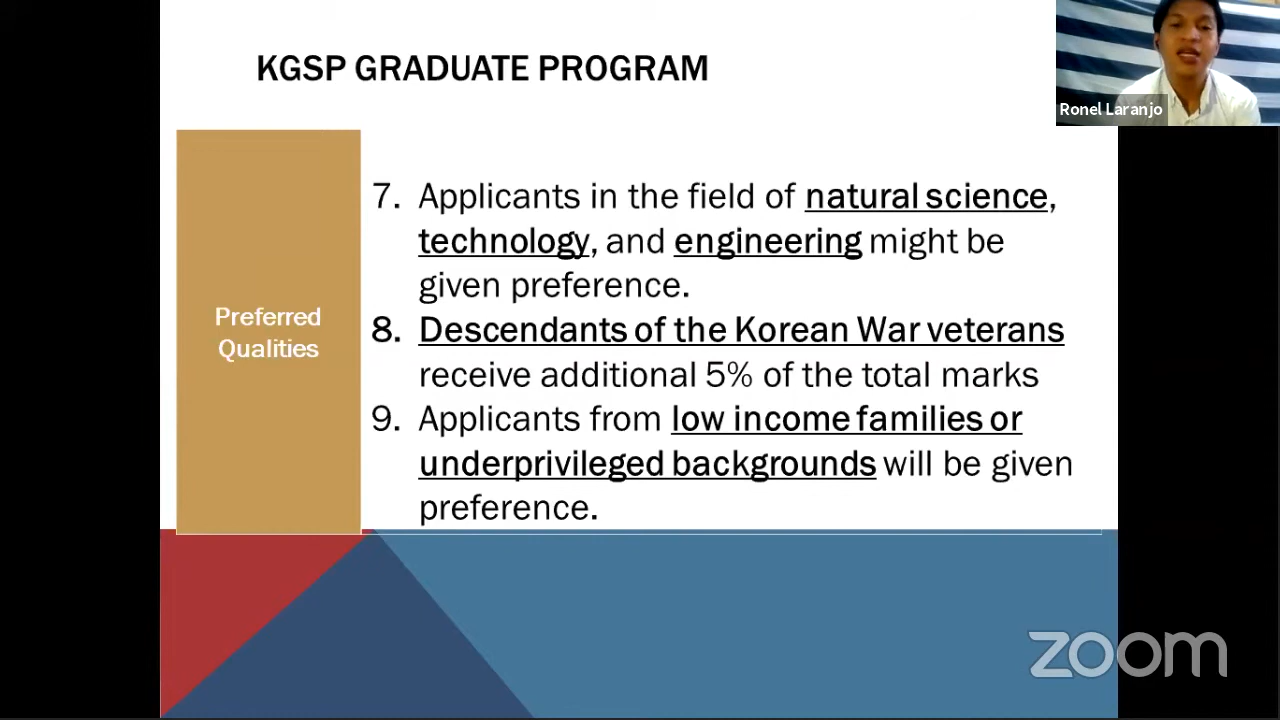 KGSP GRADUATE PROGRAM
Ronel Laranjo
Preferred
Qualities
7. Applicants in the field of natural science,
technology, and engineering might be
given preference.
8. Descendants of the Korean War veterans
receive additional 5% of the total marks
9. Applicants from low income families or
underprivileged backgrounds will be given
preference.
zoom